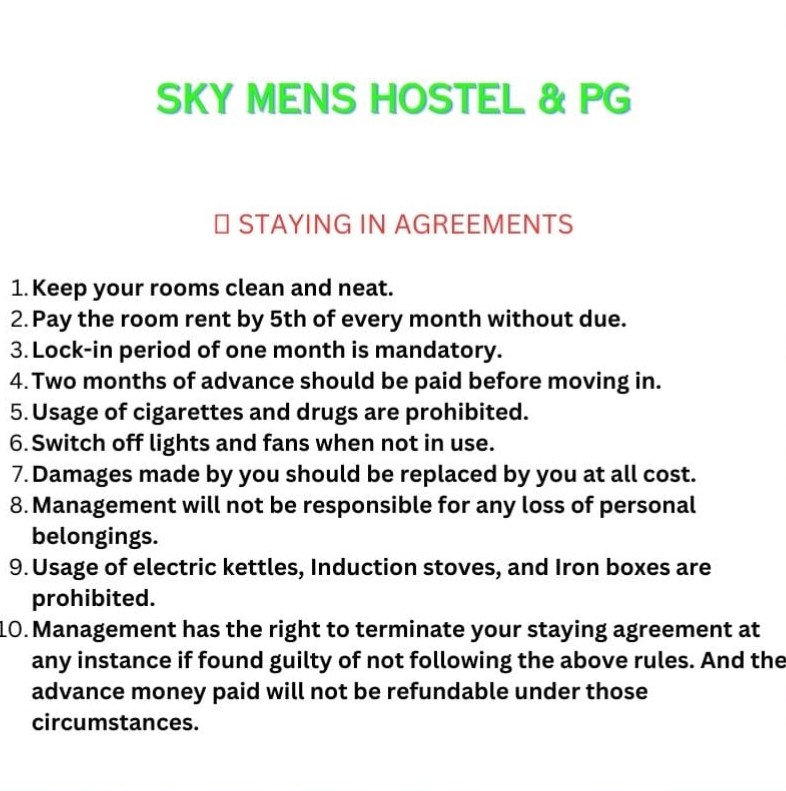 SKY MENS HOSTEL & PG
▯ STAYING IN AGREEMENTS
1. Keep your rooms clean and neat.
2. Pay the room rent by 5th of every month without due.
3. Lock-in period of one month is mandatory.
4. Two months of advance should be paid before moving in.
5. Usage of cigarettes and drugs are prohibited.
6. Switch off lights and fans when not in use.
7. Damages made by you should be replaced by you at all cost.
8. Management will not be responsible for any loss of personal
belongings.
9. Usage of electric kettles, Induction stoves, and Iron boxes are
prohibited.
10. Management has the right to terminate your staying agreement at
any instance if found guilty of not following the above rules. And the
advance money paid will not be refundable under those
circumstances.